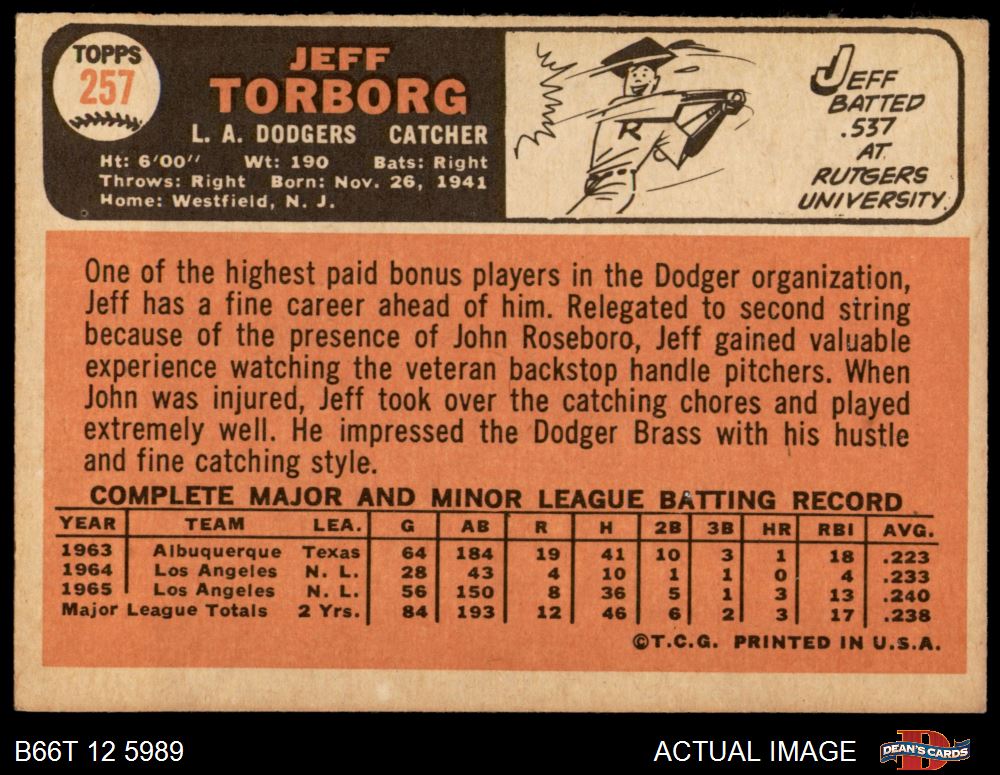 TOPPS
257
JEFF
TORBORG
L. A. DODGERS CATCHER
Ht: 6'00" Wt: 190 Bats: Right
Throws: Right Born: Nov. 26, 1941
Home: Westfield, N. J.
R
JEFF
BATTED
.537
AT
RUTGERS
UNIVERSITY.
One of the highest paid bonus players in the Dodger organization,
Jeff has a fine career ahead of him. Relegated to second string
because of the presence of John Roseboro, Jeff gained valuable
experience watching the veteran backstop handle pitchers. When
John was injured, Jeff took over the catching chores and played
extremely well. He impressed the Dodger Brass with his hustle
and fine catching style.
COMPLETE MAJOR AND MINOR LEAGUE BATTING RECORD
YEAR TEAM LEA. G AB R H 2B 3B HR RBI AVG.
1963 Albuquerque Texas 64 184 19 41 10 3 1 18 .223
1964 Los Angeles N. L. 28 43 4 10 1 1 0 4 .233
1965 Los Angeles N. L. 56 150 8 36 5 1 3 13 .240
Major League Totals 2 Yrs. 84 193 12 46 6 2 3 17 .238
©T.C.G. PRINTED IN U.S.A.
B66T 12 5989
ACTUAL IMAGE
DEAN'S CARDS